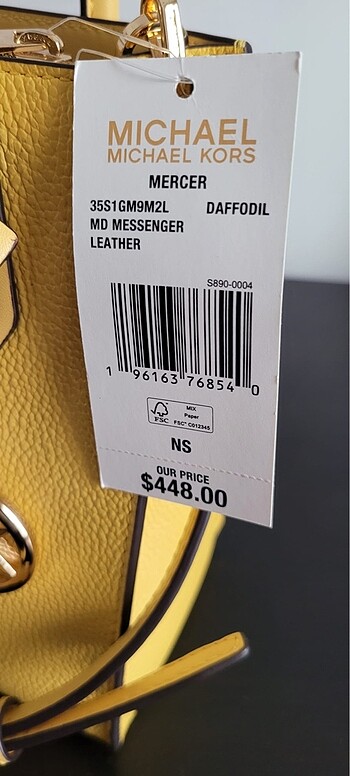 MICHAEL
MICHAEL KORS
MERCER
35S1GM9M2L DAFFODIL
MD MESSENGER
LEATHER
S890-0004
1 96163 76854 0
FSC
MIX
Paper
FSC® C012345
NS
OUR PRICE
$448.00